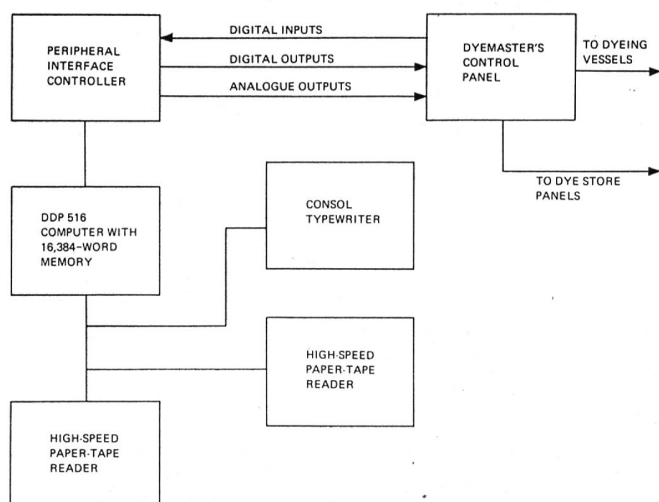 PERIPHERAL
INTERFACE
CONTROLLER
DIGITAL INPUTS
DIGITAL OUTPUTS
ANALOGUE OUTPUTS
DYEMASTER'S
CONTROL
PANEL
TO DYEING
VESSELS
TO DYE STORE
PANELS
DDP 516
COMPUTER WITH
16,384-WORD
MEMORY
CONSOL
TYPEWRITER
HIGH-SPEED
PAPER-TAPE
READER
HIGH-SPEED
PAPER-TAPE
READER